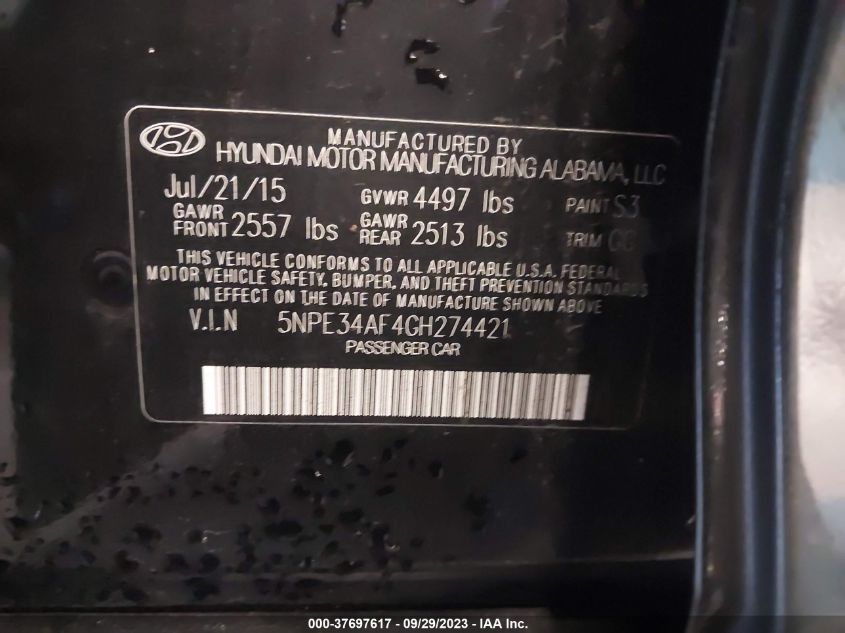 MANUFACTURED BY
HYUNDAI MOTOR MANUFACTURING ALABAMA, LLC
Jul/21/15 GVWR 4497 lbs PAINT S3
GAWR FRONT 2557 lbs GAWR REAR 2513 lbs TRIM
THIS VEHICLE CONFORMS TO ALL APPLICABLE U.S.A. FEDERAL
MOTOR VEHICLE SAFETY, BUMPER, AND THEFT PREVENTION STANDARDS
IN EFFECT ON THE DATE OF MANUFACTURE SHOWN ABOVE
V.I.N 5NPE34AF4GH274421
PASSENGER CAR
000-37697617 - 09/29/2023 - © IAA Inc.